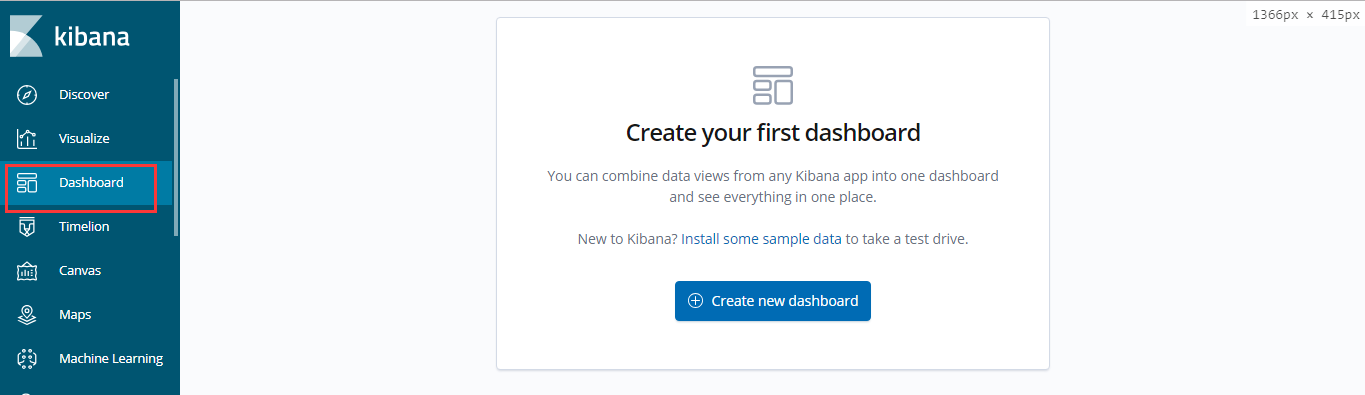 kibana
Discover
Visualize
Dashboard
Timelion
Canvas
Maps
Machine Learning
1366px × 415px
Create your first dashboard
You can combine data views from any Kibana app into one dashboard
and see everything in one place.
New to Kibana? Install some sample data to take a test drive.
Create new dashboard